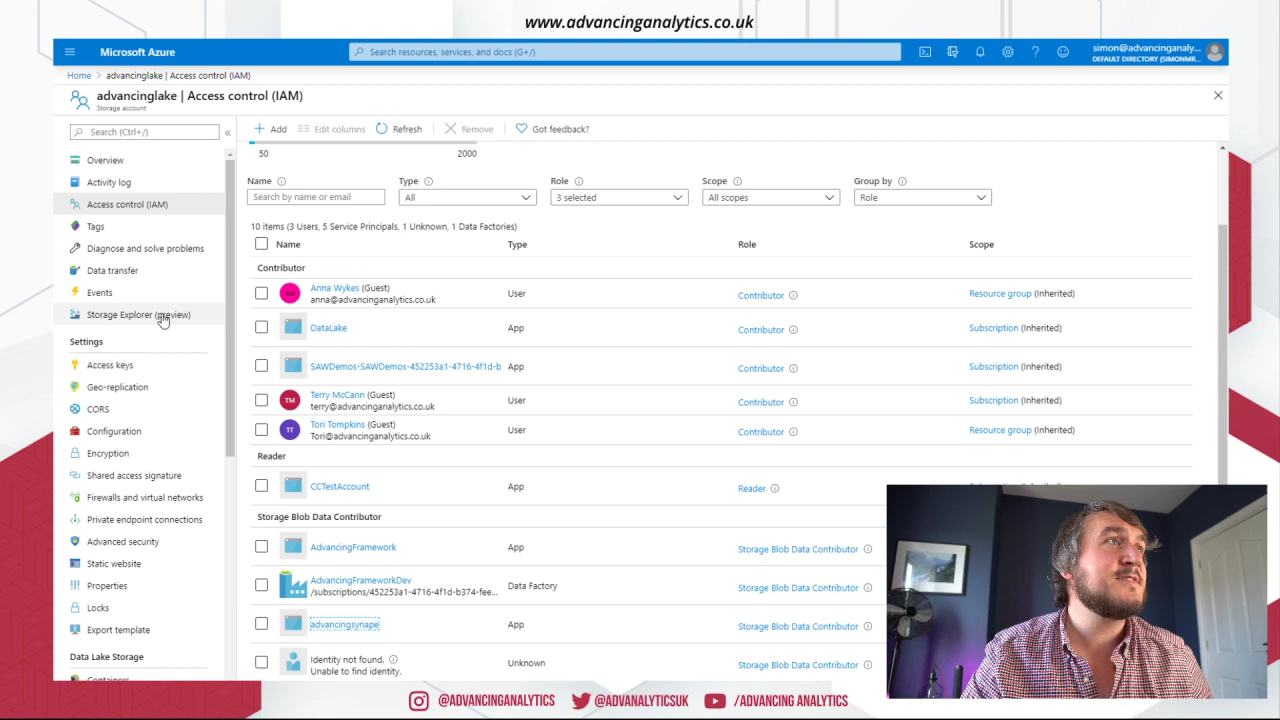 www.advancinganalytics.co.uk
Microsoft Azure
Search resources, services, and docs (G+/)
simon@advancinganaly...
DEFAULT DIRECTORY (SIMONMR...
Home > advancinglake | Access control (IAM)
advancinglake | Access control (IAM)
Storage account
Search (Ctrl+/)
«
Add
Edit columns
Refresh
Remove
Got feedback?
50
2000
Overview
Activity log
Access control (IAM)
Tags
Diagnose and solve problems
Data transfer
Events
Storage Explorer (preview)
Settings
Access keys
Geo-replication
CORS
Configuration
Encryption
Shared access signature
Firewalls and virtual networks
Private endpoint connections
Advanced security
Static website
Properties
Locks
Export template
Data Lake Storage
Containers
Name
Type
Role
Scope
Group by
Search by name or email
All
3 selected
All scopes
Role
10 items (3 Users, 5 Service Principals, 1 Unknown, 1 Data Factories)
Name Type Role Scope
Contributor
AW Anna Wykes (Guest) User Contributor Resource group (Inherited)
anna@advancinganalytics.co.uk
DataLake App Contributor Subscription (Inherited)
SAWDemos-SAWDemos-452253a1-4716-4f1d-b App Contributor Subscription (Inherited)
TM Terry McCann (Guest) User Contributor Subscription (Inherited)
terry@advancinganalytics.co.uk
TT Tori Tompkins (Guest) User Contributor Resource group (Inherited)
Tori@advancinganalytics.co.uk
Reader
CCTestAccount App Reader
Storage Blob Data Contributor
AdvancingFramework App Storage Blob Data Contributor
AdvancingFrameworkDev Data Factory Storage Blob Data Contributor
/subscriptions/452253a1-4716-4f1d-b374-fee...
advancingsynape App Storage Blob Data Contributor
Identity not found. Unknown Storage Blob Data Contributor
Unable to find identity.
@ADVANCINGANALYTICS
@ADVANALYTICSUK
/ADVANCING ANALYTICS